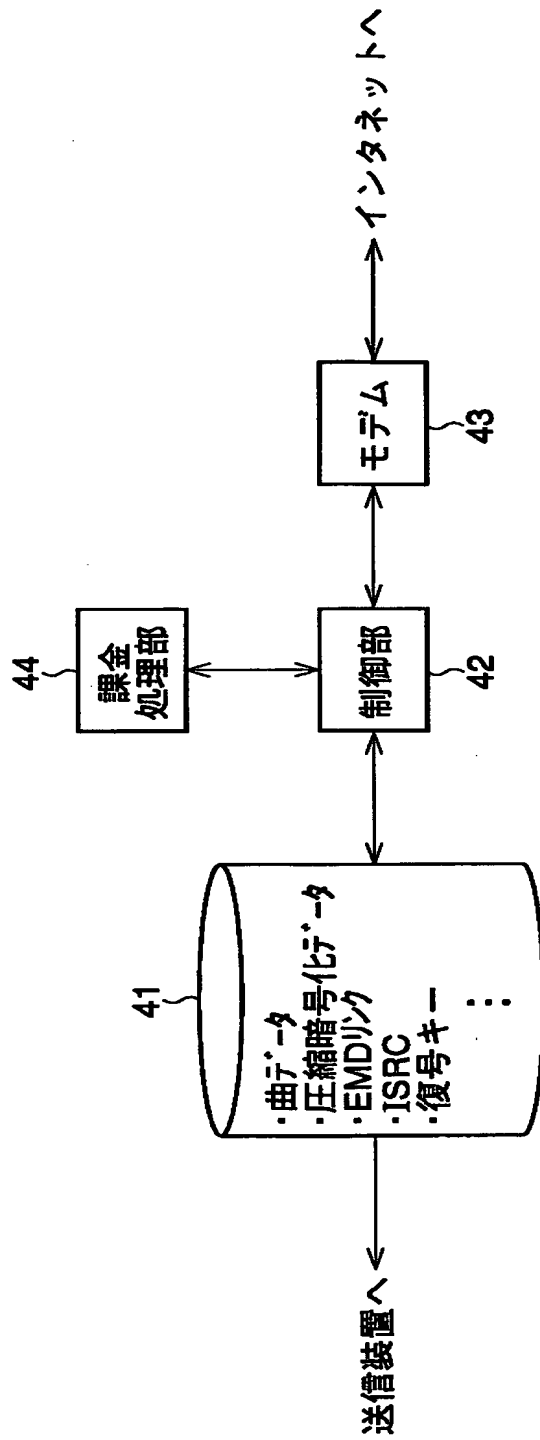 44
課金
処理部
41
・曲データ
・圧縮暗号化データ
・EMDリンク
・ISRC
・復号キー
⋮
送信装置へ
制御部
42
モデム
43
インタネットへ